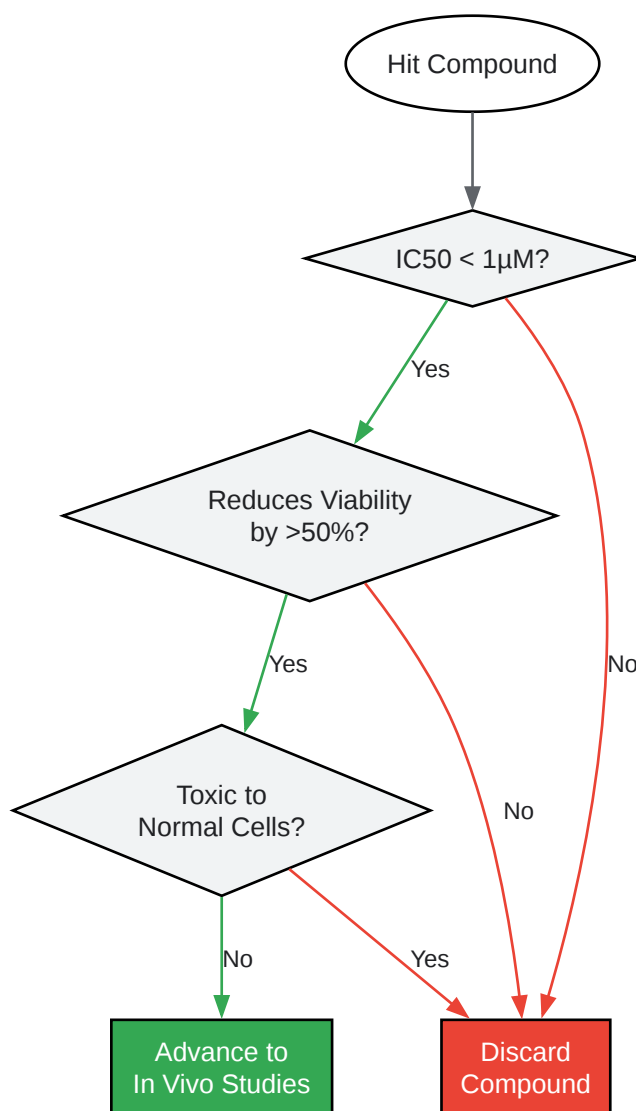 Hit Compound
IC50 < 1µM?
Yes
Reduces Viability
by >50%?
Yes
No
Toxic to
Normal Cells?
No
No
Yes
Advance to
In Vivo Studies
Discard
Compound